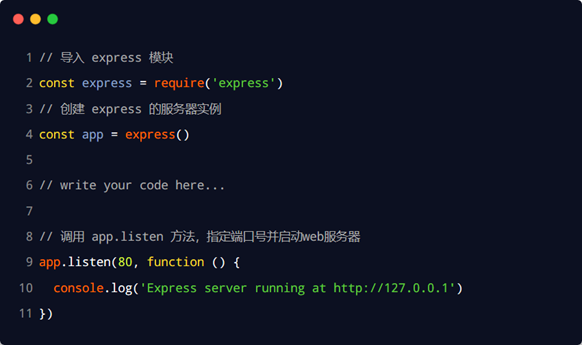 1 // 导入 express 模块
2 const express = require('express')
3 // 创建 express 的服务器实例
4 const app = express()
5
6 // write your code here...
7
8 // 调用 app.listen 方法，指定端口号并启动web服务器
9 app.listen(80, function () {
10   console.log('Express server running at http://127.0.0.1')
11 })